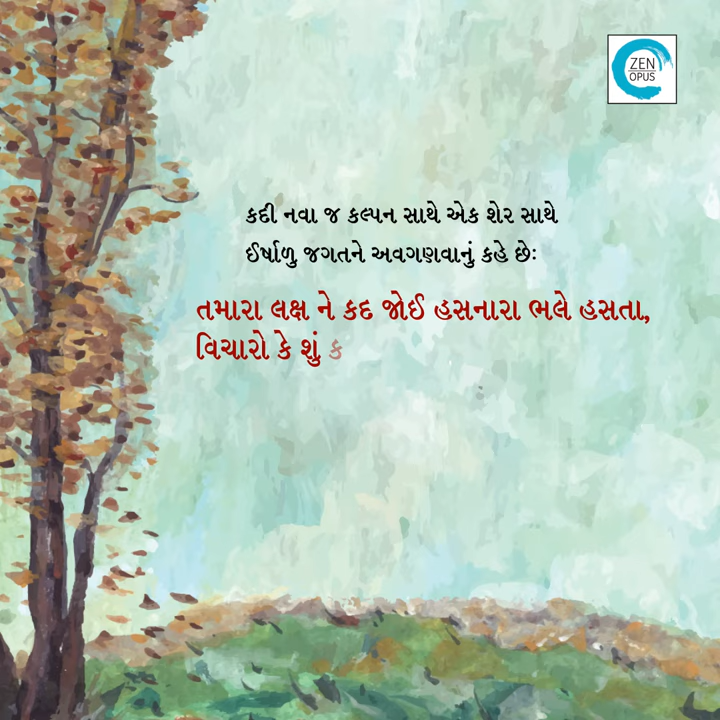 ZEN
OPUS
કદી નવા જ કલ્પન સાથે એક શેર સાથે
ઈર્ષાળુ જગતને અવગણવાનું કહે છેઃ
તમારા લક્ષ ને કદ જોઈ હસનારા ભલે હસતા,
વિચારો કે શું ક